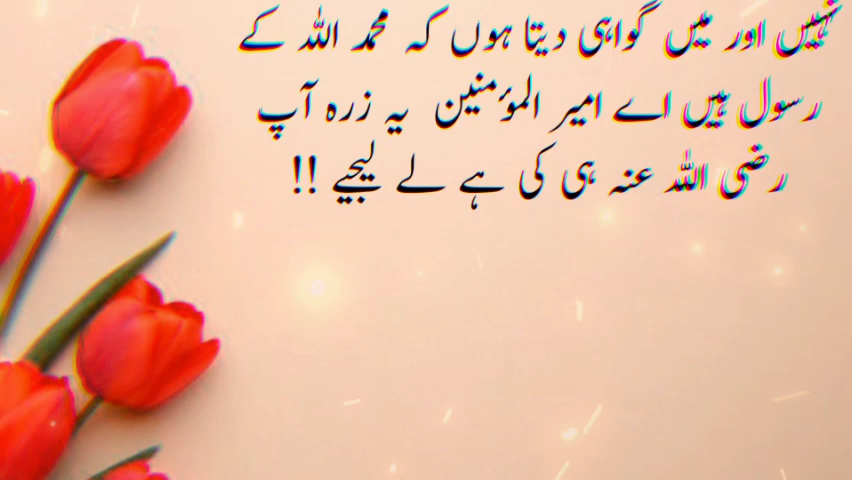 نہیں اور میں گواہی دیتا ہوں کہ محمد اللہ کے
رسول ہیں اے امیر المؤمنین یہ زرہ آپ
رضی اللہ عنہ ہی کی ہے لے لیجیے !!